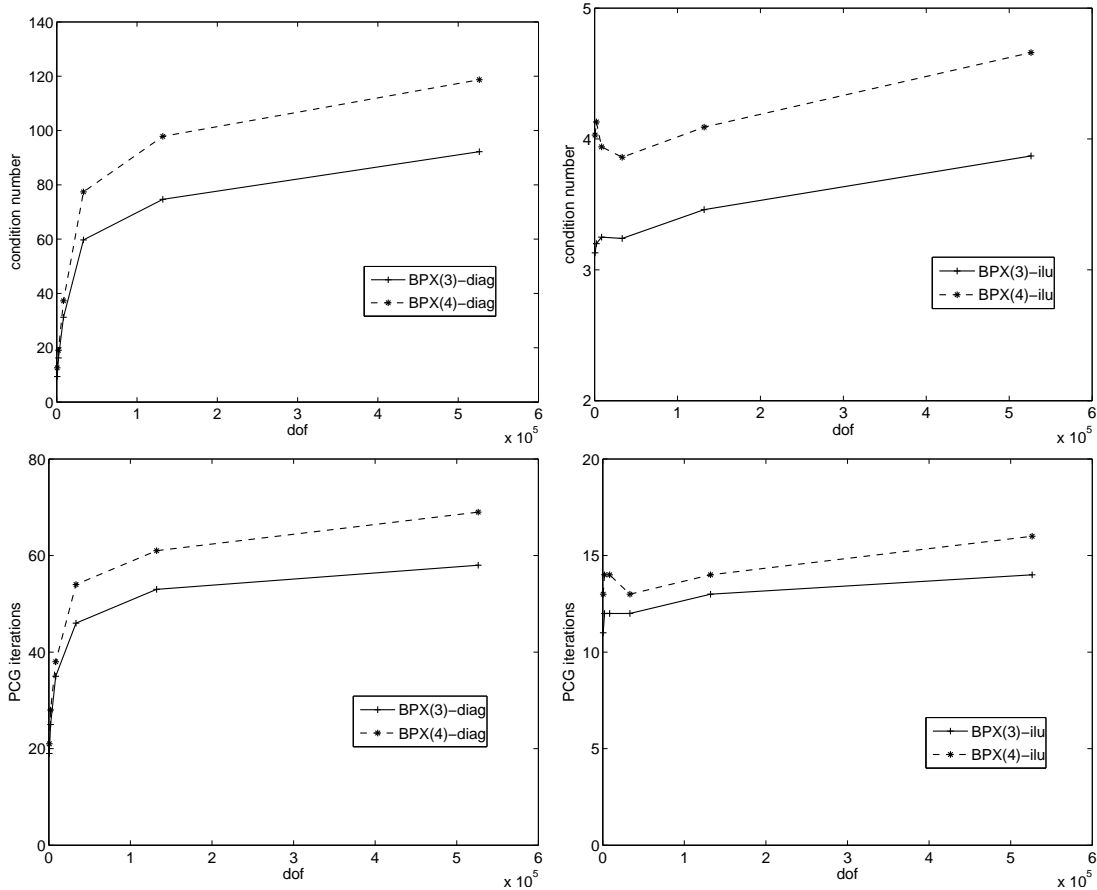 140
120
100
80
60
40
20
0
condition number
0 1 2 3 4 5 6
dof
x 10^5
BPX(3)−diag
BPX(4)−diag
5
4
3
2
condition number
0 1 2 3 4 5 6
dof
x 10^5
BPX(3)−ilu
BPX(4)−ilu
80
60
40
20
0
PCG iterations
0 1 2 3 4 5 6
dof
x 10^5
BPX(3)−diag
BPX(4)−diag
20
15
10
5
0
PCG iterations
0 1 2 3 4 5 6
dof
x 10^5
BPX(3)−ilu
BPX(4)−ilu